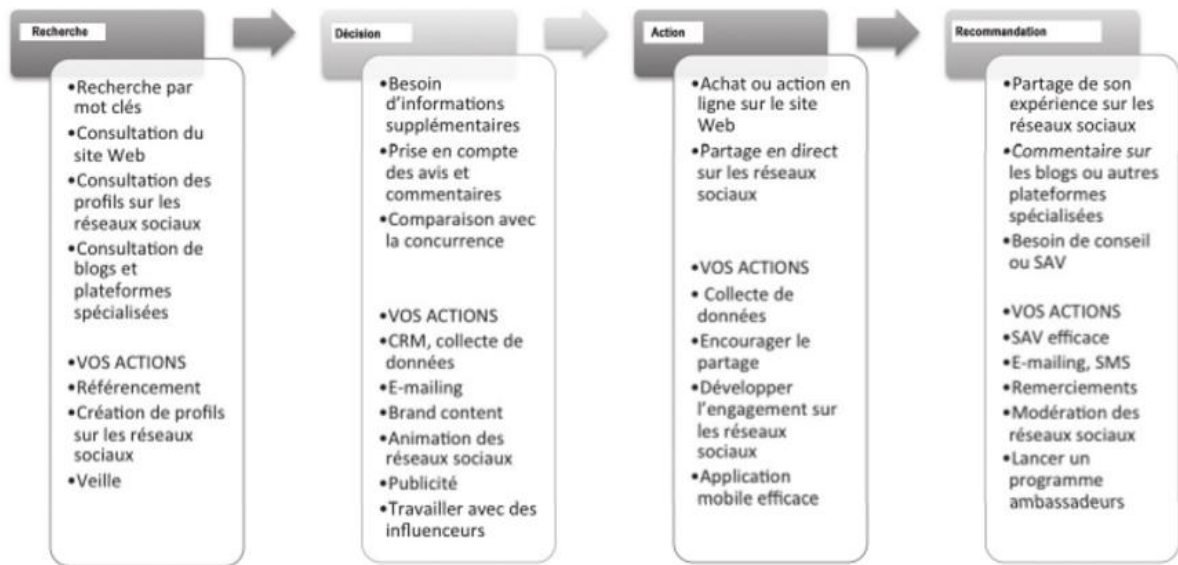 Recherche
•Recherche par
mot clés
•Consultation du
site Web
•Consultation des
profils sur les
réseaux sociaux
•Consultation de
blogs et
plateformes
spécialisées
•VOS ACTIONS
•Référencement
•Création de profils
sur les réseaux
sociaux
•Veille
Décision
•Besoin
d'informations
supplémentaires
•Prise en compte
des avis et
commentaires
•Comparaison avec
la concurrence
•VOS ACTIONS
•CRM, collecte de
données
•E-mailing
•Brand content
•Animation des
réseaux sociaux
•Publicité
•Travailler avec des
influenceurs
Action
•Achat ou action en
ligne sur le site
Web
•Partage en direct
sur les réseaux
sociaux
•VOS ACTIONS
• Collecte de
données
•Encourager le
partage
•Développer
l'engagement sur
les réseaux
sociaux
•Application
mobile efficace
Recommandation
•Partage de son
expérience sur les
réseaux sociaux
•Commentaire sur
les blogs ou autres
plateformes
spécialisées
•Besoin de conseil
ou SAV
•VOS ACTIONS
•SAV efficace
•E-mailing, SMS
•Remerciements
•Modération des
réseaux sociaux
•Lancer un
programme
ambassadeurs